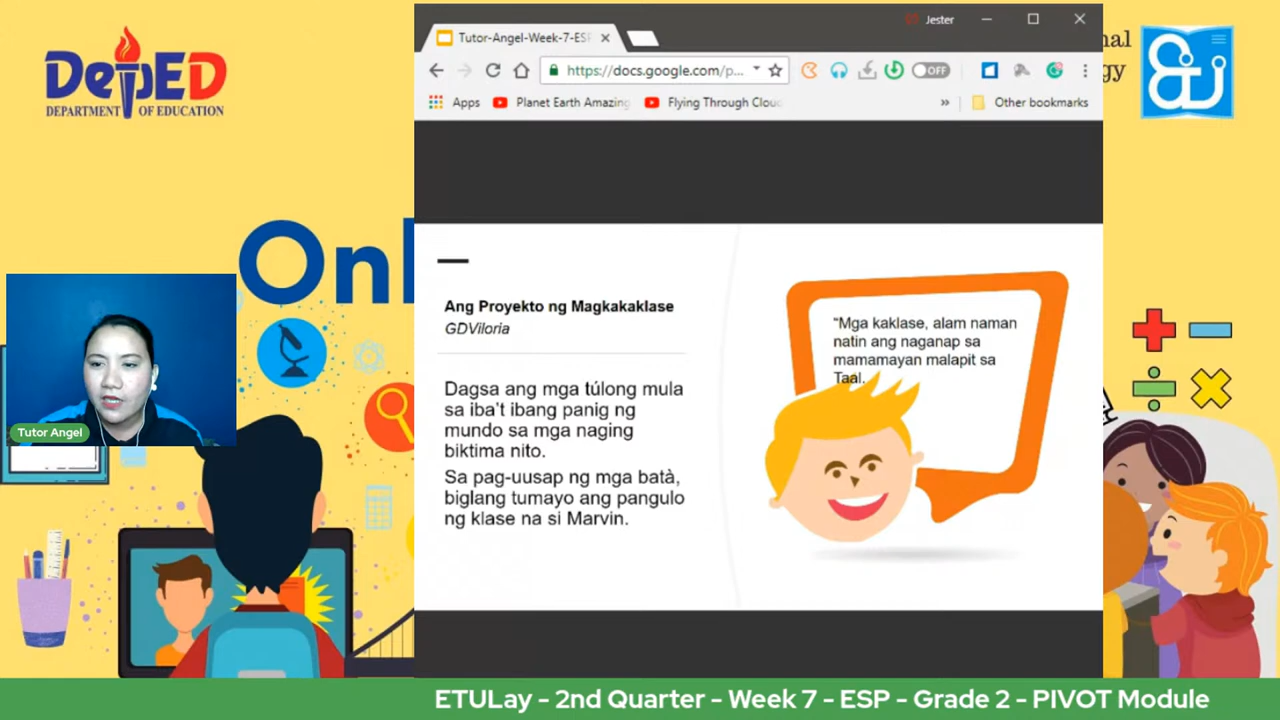 DepED
DEPARTMENT OF EDUCATION
Jester
Tutor-Angel-Week-7-ESP
https://docs.google.com/p...
OFF
Apps
Planet Earth Amazing
Flying Through Clou
»
Other bookmarks
nal
gy
Onl
Ang Proyekto ng Magkakaklase
GDViloria
Dagsa ang mga túlong mula
sa iba't ibang panig ng
mundo sa mga naging
biktima nito.
Sa pag-uusap ng mga batà,
biglang tumayo ang pangulo
ng klase na si Marvin.
“Mga kaklase, alam naman
natin ang naganap sa
mamamayan malapit sa
Taal.
Tutor Angel
ETULay - 2nd Quarter - Week 7 - ESP - Grade 2 - PIVOT Module